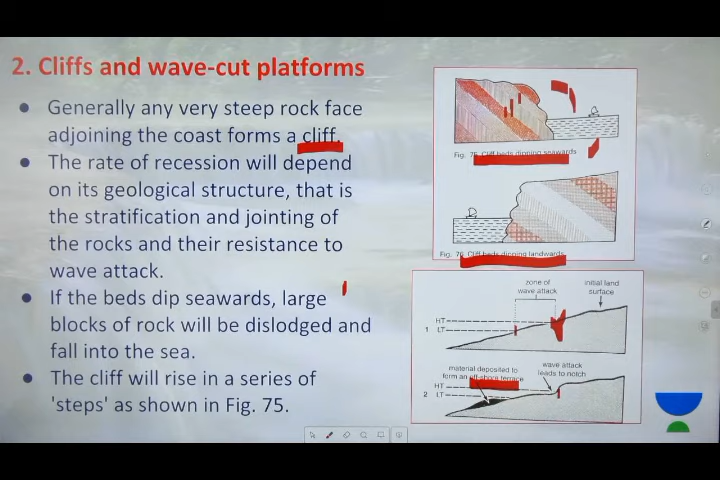 2. Cliffs and wave-cut platforms
● Generally any very steep rock face
adjoining the coast forms a cliff.
● The rate of recession will depend
on its geological structure, that is
the stratification and jointing of
the rocks and their resistance to
wave attack.
● If the beds dip seawards, large
blocks of rock will be dislodged and
fall into the sea.
● The cliff will rise in a series of
'steps' as shown in Fig. 75.
Fig. 75 Cliff beds dipping seawards
Fig. 76 Cliff beds dipping landwards
zone of
wave attack
initial land
surface
HT
1 LT
material deposited to
form an off-shore terrace
wave attack
leads to notch
HT
2 LT